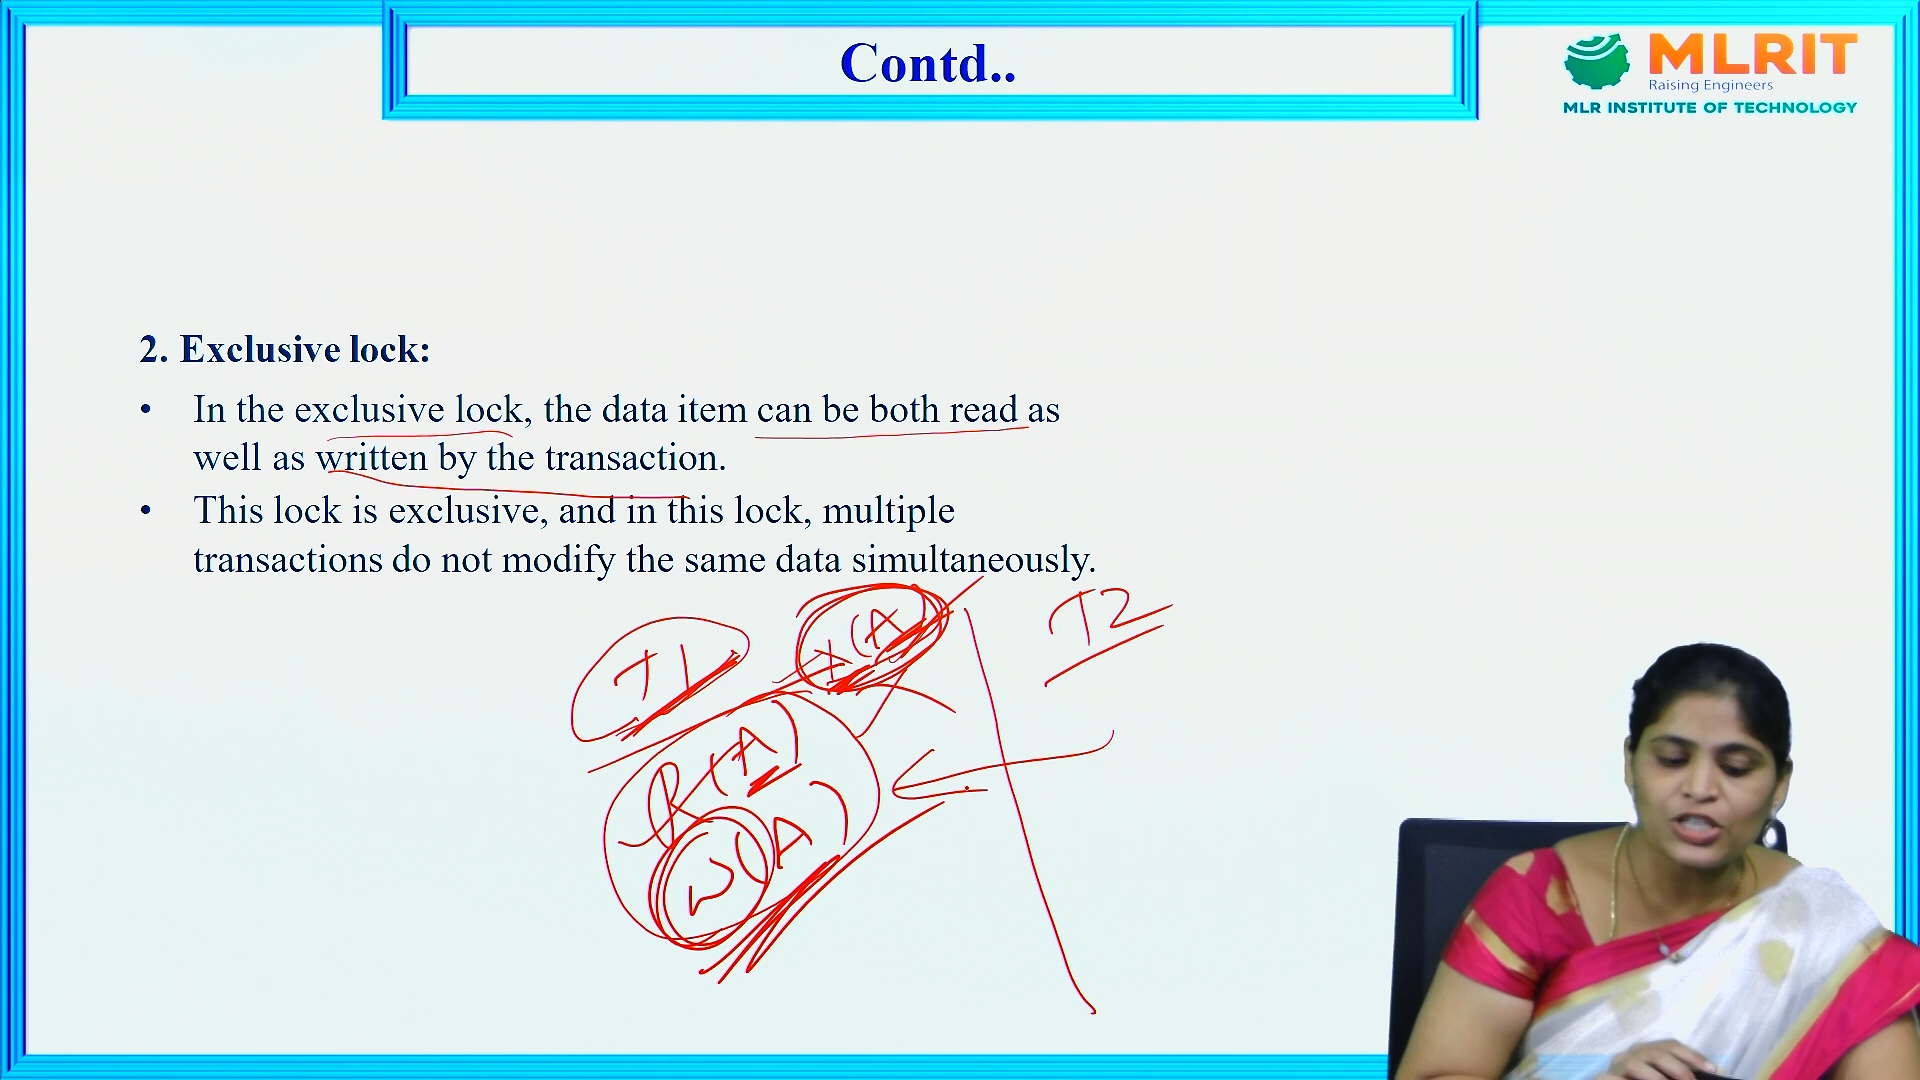 Contd..
MLRIT
Raising Engineers
MLR INSTITUTE OF TECHNOLOGY
2. Exclusive lock:
• In the exclusive lock, the data item can be both read as
well as written by the transaction.
• This lock is exclusive, and in this lock, multiple
transactions do not modify the same data simultaneously.
T1 X(A) T2
R(A)
W(A)